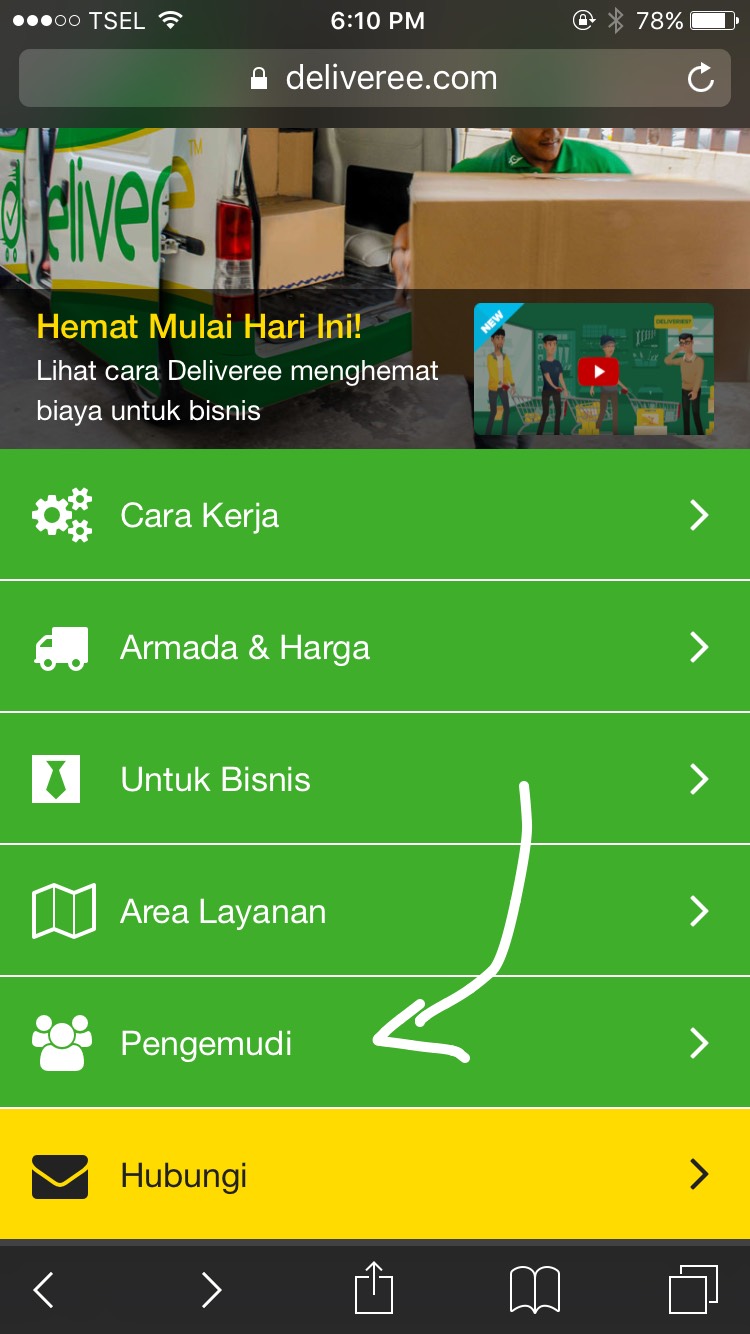 TSEL
6:10 PM
78%
deliveree.com
delivere™
Hemat Mulai Hari Ini!
Lihat cara Deliveree menghemat
biaya untuk bisnis
NEW
DELIVEREE
Cara Kerja
Armada & Harga
Untuk Bisnis
Area Layanan
Pengemudi
Hubungi